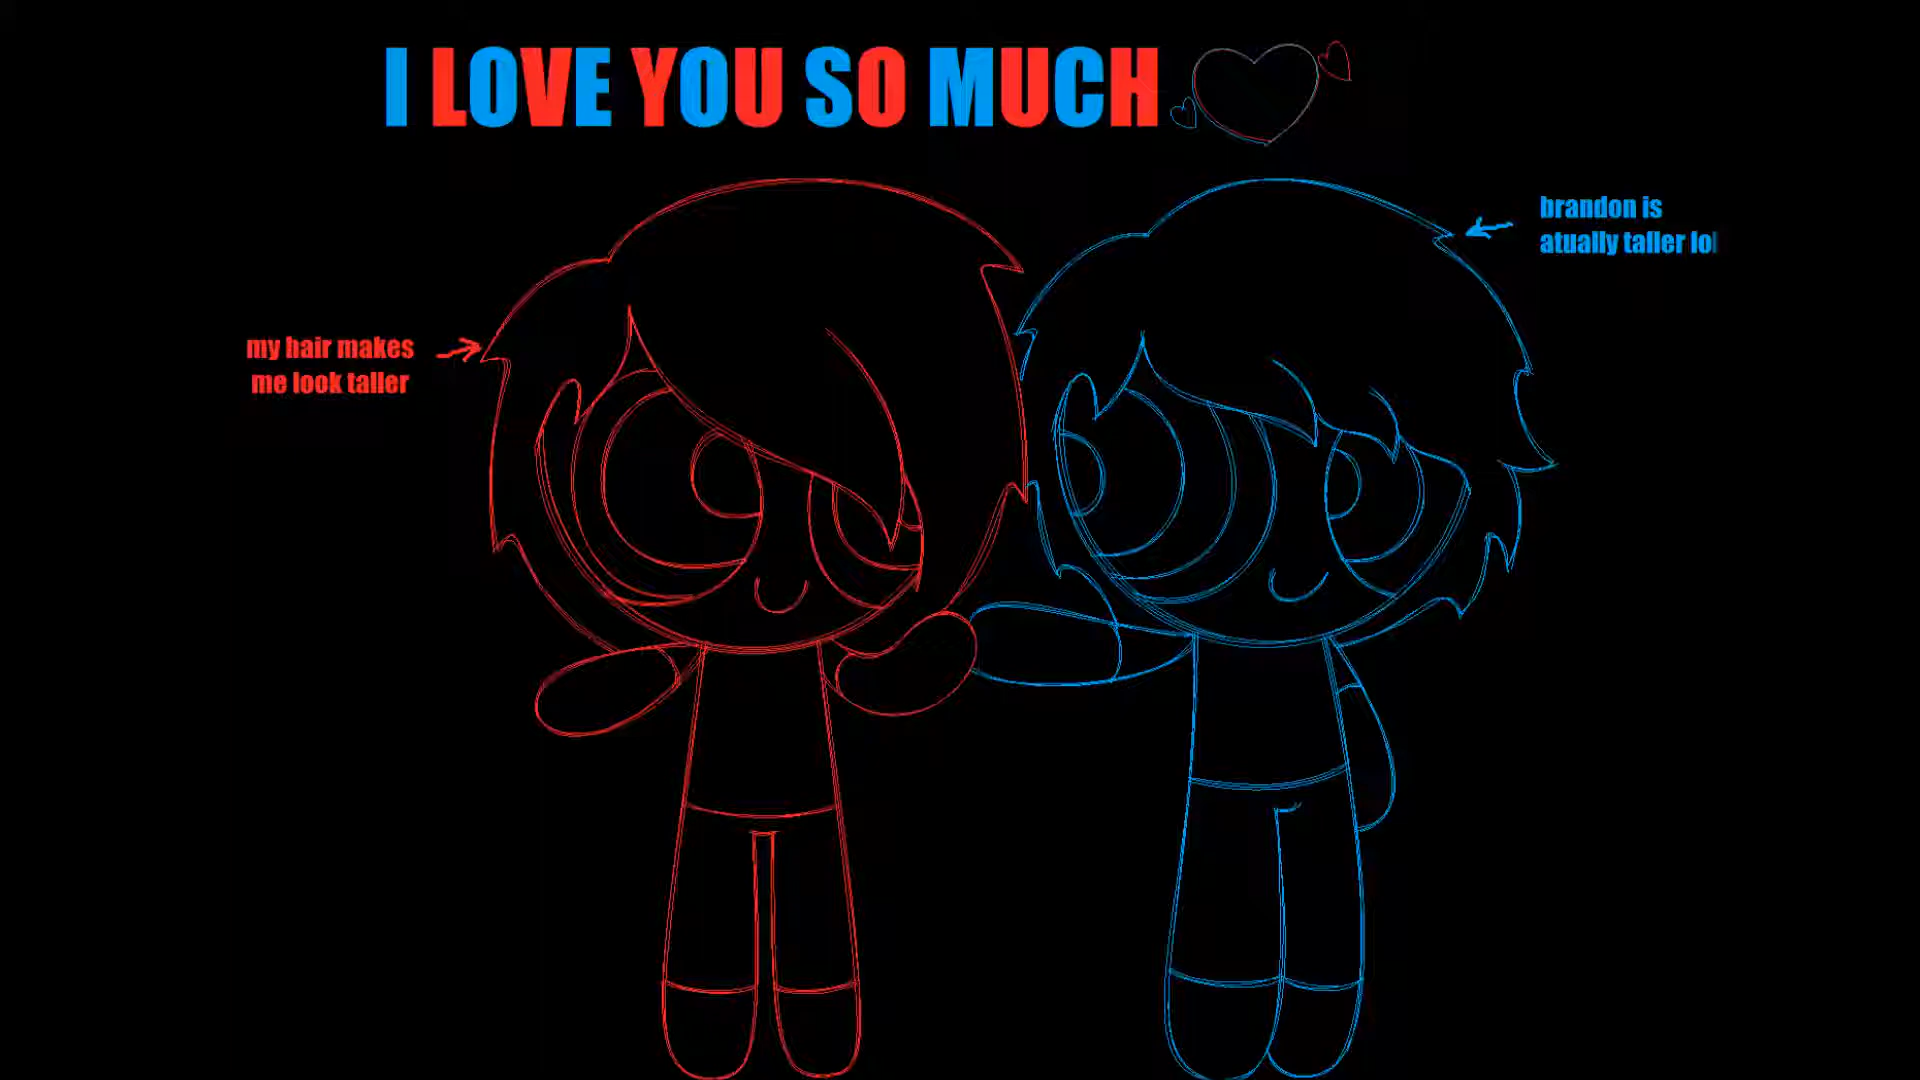 I LOVE YOU SO MUCH
brandon is
atually taller lol
my hair makes
me look taller